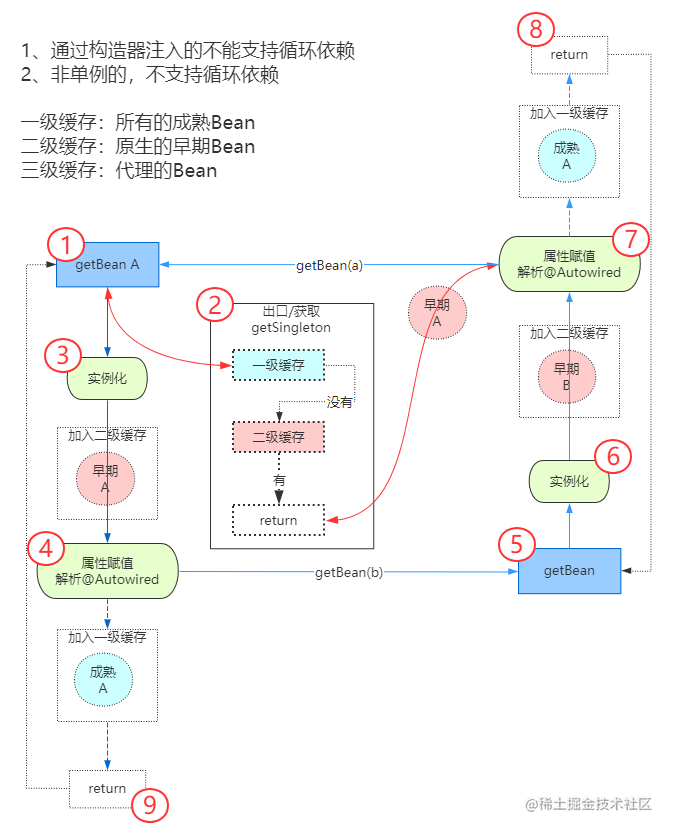 1、通过构造器注入的不能支持循环依赖
2、非单例的，不支持循环依赖
一级缓存：所有的成熟Bean
二级缓存：原生的早期Bean
三级缓存：代理的Bean
1
getBean A
2
出口/获取
getSingleton
一级缓存
没有
二级缓存
有
return
3
实例化
加入二级缓存
早期
A
4
属性赋值
解析@Autowired
加入一级缓存
成熟
A
return
9
getBean(a)
早期
A
getBean(b)
8
return
加入一级缓存
成熟
A
7
属性赋值
解析@Autowired
加入二级缓存
早期
B
6
实例化
5
getBean
@稀土掘金技术社区